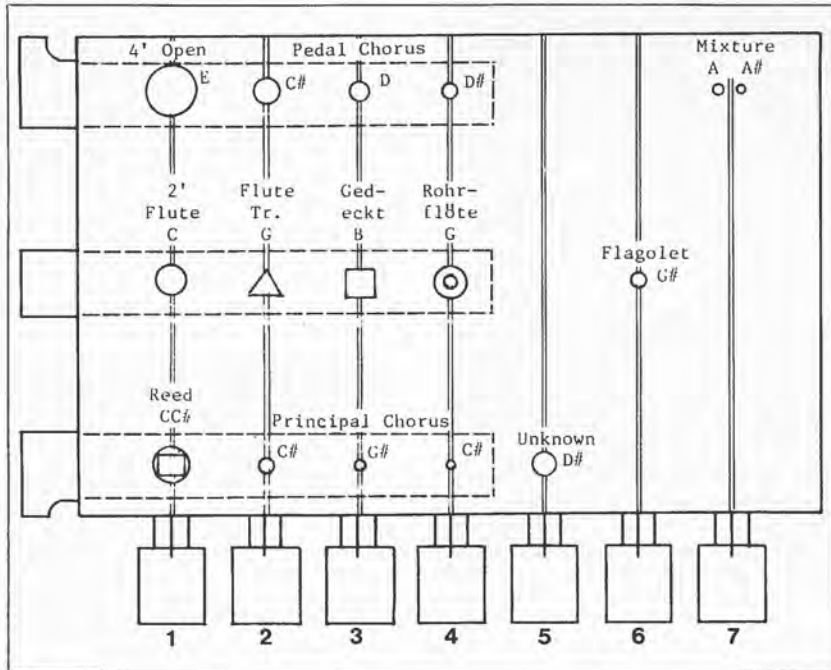 4' Open Pedal Chorus Mixture
E C# D D# A A#
2' Flute Ged- Rohr-
Flute Tr. eckt flöte
C G B G
Flagolet
G#
Reed
CC# Principal Chorus
C# G# C# Unknown
D#
1 2 3 4 5 6 7